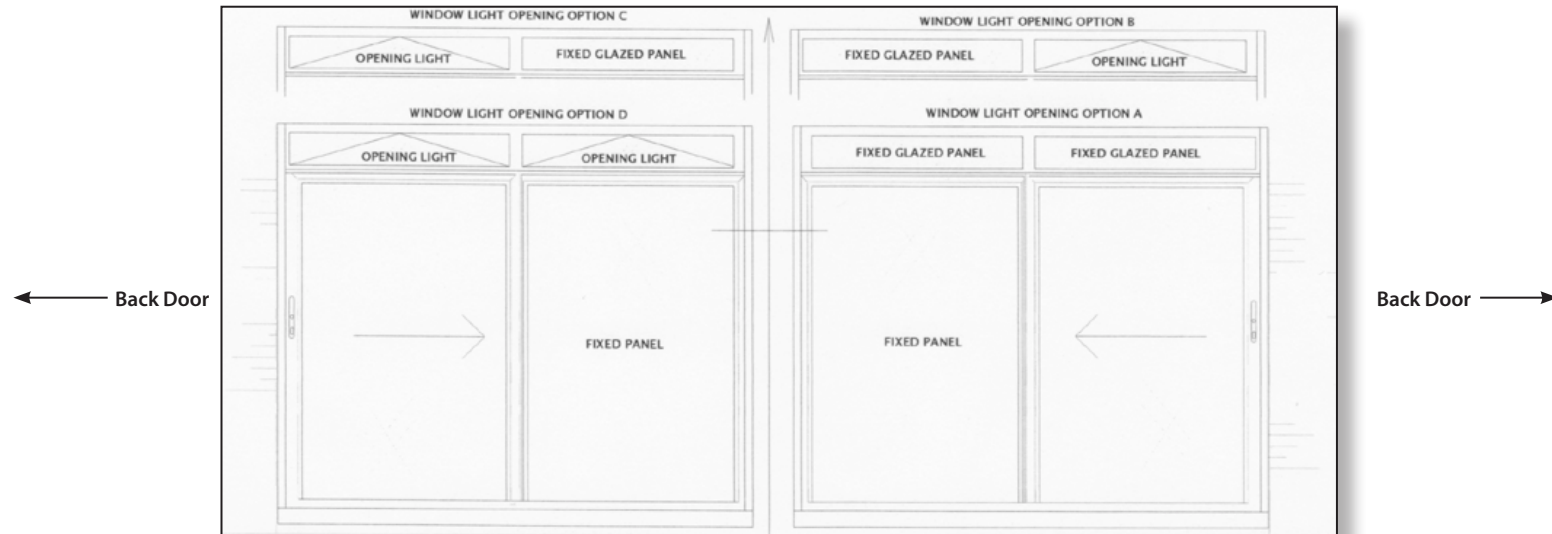 WINDOW LIGHT OPENING OPTION C
WINDOW LIGHT OPENING OPTION B
OPENING LIGHT
FIXED GLAZED PANEL
FIXED GLAZED PANEL
OPENING LIGHT
WINDOW LIGHT OPENING OPTION D
WINDOW LIGHT OPENING OPTION A
OPENING LIGHT
OPENING LIGHT
FIXED GLAZED PANEL
FIXED GLAZED PANEL
Back Door
Back Door
FIXED PANEL
FIXED PANEL